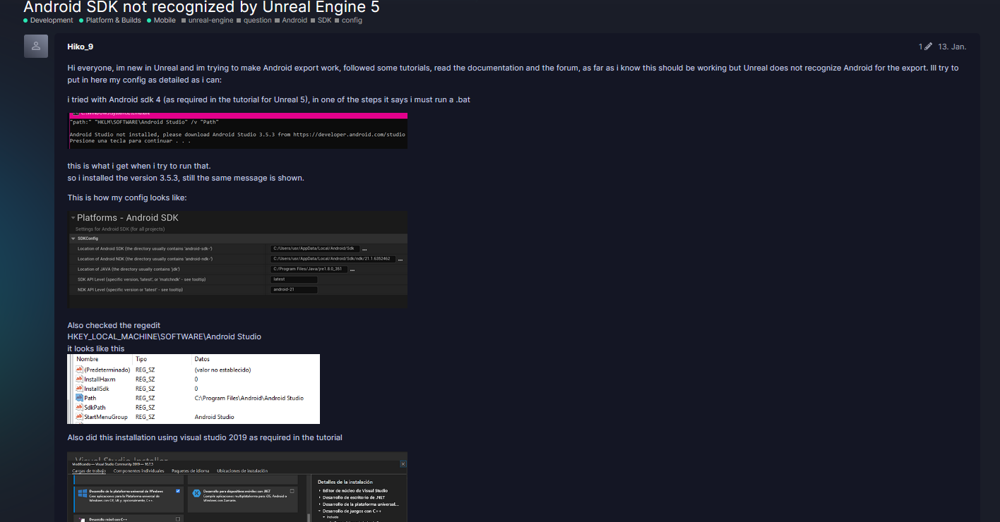 Android SDK not recognized by Unreal Engine 5
Development Platform & Builds Mobile unreal-engine question Android SDK config
Hiko_9 1 13. Jan.
Hi everyone, im new in Unreal and im trying to make Android export work, followed some tutorials, read the documentation and the forum, as far as i know this should be working but Unreal does not recognize Android for the export. Ill try to
put in here my config as detailed as i can:
i tried with Android sdk 4 (as required in the tutorial for Unreal 5), in one of the steps it says i must run a .bat
"path:" "HKLM\SOFTWARE\Android Studio" /v "Path"
Android Studio not installed, please download Android Studio 3.5.3 from https://developer.android.com/studio
Presione una tecla para continuar . . .
this is what i get when i try to run that.
so i installed the version 3.5.3, still the same message is shown.
This is how my config looks like:
Platforms - Android SDK
Settings for Android SDK (for all projects)
SDKConfig
Location of Android SDK (the directory usually contains 'android-sdk-') C:/Users/usr/AppData/Local/Android/Sdk ...
Location of Android NDK (the directory usually contains 'android-ndk-') C:/Users/usr/AppData/Local/Android/Sdk/ndk/21.1.6352462 ...
Location of JAVA (the directory usually contains 'jdk') C:/Program Files/Java/jre1.8.0_351 ...
SDK API Level (specific version, 'latest', or 'matchndk' - see tooltip) latest
NDK API Level (specific version or 'latest' - see tooltip) android-21
Also checked the regedit
HKEY_LOCAL_MACHINE\SOFTWARE\Android Studio
it looks like this
Nombre Tipo Datos
(Predeterminado) REG_SZ (valor no establecido)
InstallHaxm REG_SZ 0
InstallSdk REG_SZ 0
Path REG_SZ C:\Program Files\Android\Android Studio
SdkPath REG_SZ
StartMenuGroup REG_SZ Android Studio
Also did this installation using visual studio 2019 as required in the tutorial
Visual Studio Installer
Modificando — Visual Studio Community 2019 — 16.7.3
Cargas de trabajo Componentes individuales Paquetes de idioma Ubicaciones de instalación
Desarrollo de la plataforma universal de Windows
Cree aplicaciones para la Plataforma universal de
Windows con C#, VB y, opcionalmente, C++.
Desarrollo para dispositivos móviles con .NET
Compile aplicaciones multiplataforma para iOS, Android o
Windows con Xamarin.
Desarrollo móvil con C++
Detalles de la instalación
Editor de núcleo de Visual Studio
Desarrollo de escritorio de .NET
Desarrollo de la plataforma universal...
Desarrollo de juegos con C++
Incluido